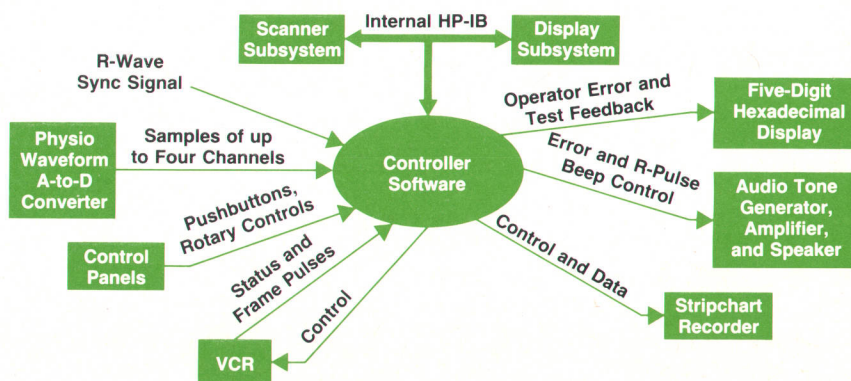 Scanner
Subsystem
Internal HP-IB
Display
Subsystem
R-Wave
Sync Signal
Operator Error and
Test Feedback
Five-Digit
Hexadecimal
Display
Physio
Waveform
A-to-D
Converter
Samples of up
to Four Channels
Controller
Software
Error and R-Pulse
Beep Control
Audio Tone
Generator,
Amplifier,
and Speaker
Pushbuttons,
Rotary Controls
Control
Panels
Status and
Frame Pulses
Control
VCR
Control and Data
Stripchart
Recorder